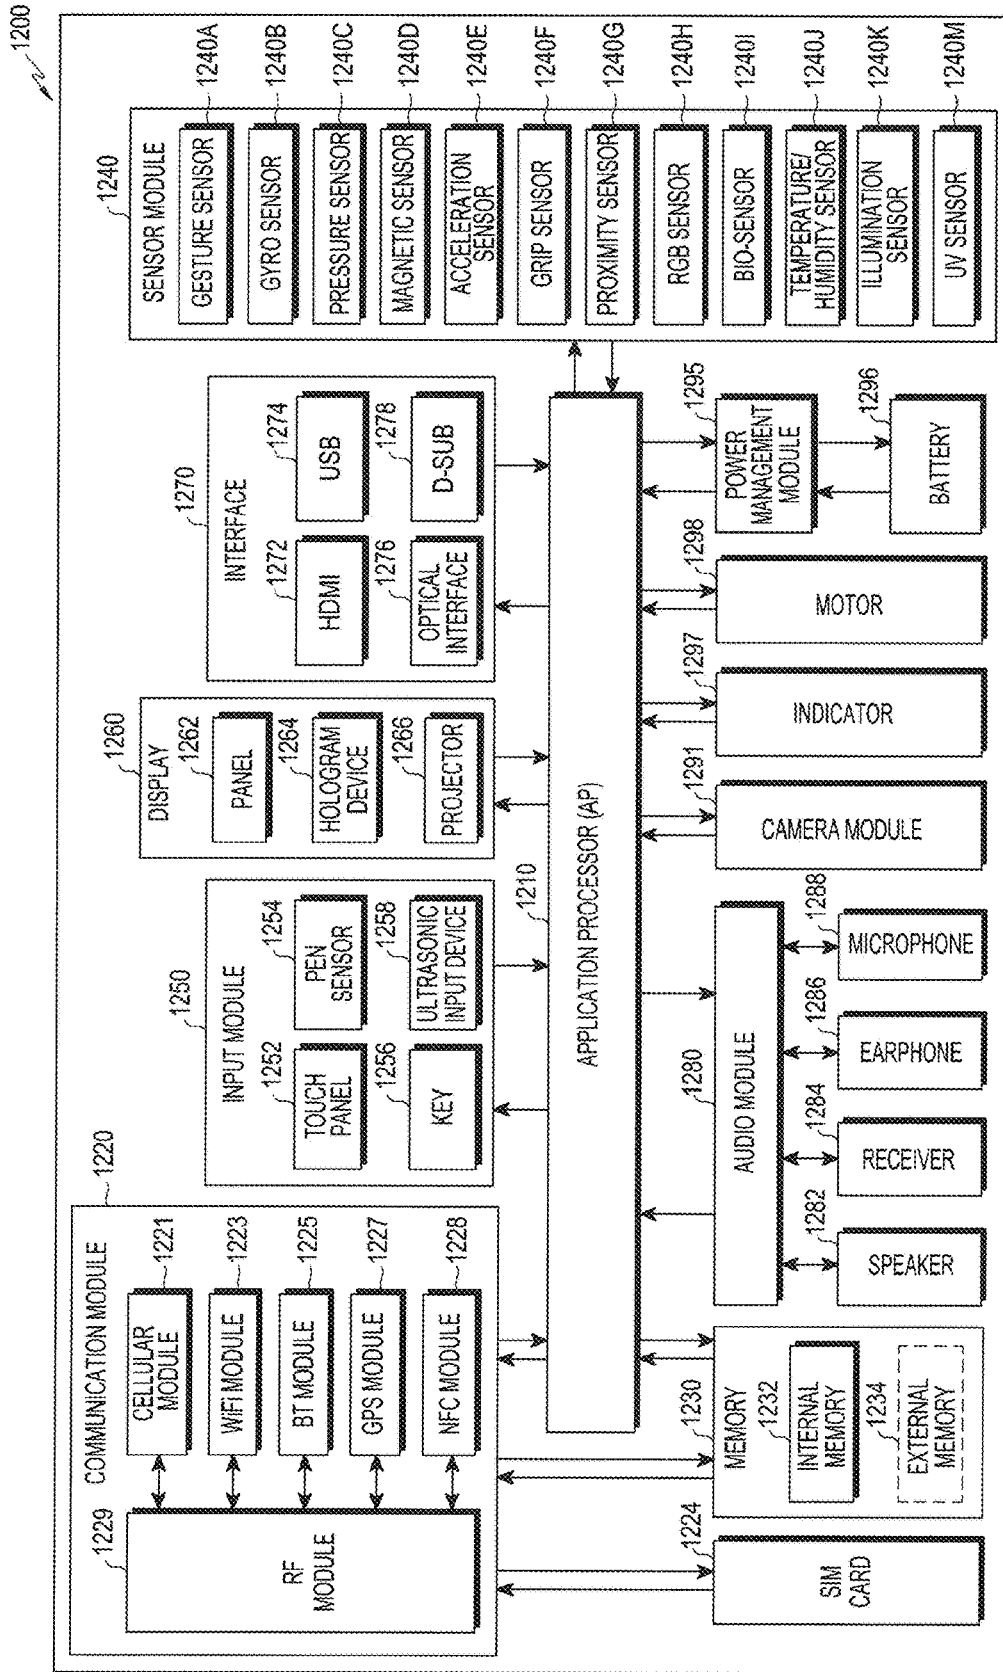 1200
COMMUNICATION MODULE
1220
1229
RF
MODULE
CELLULAR
MODULE
1221
WiFi MODULE
1223
BT MODULE
1225
GPS MODULE
1227
NFC MODULE
1228
INPUT MODULE
1250
TOUCH
PANEL
1252
PEN
SENSOR
1254
KEY
1256
ULTRASONIC
INPUT DEVICE
1258
DISPLAY
1260
PANEL
1262
HOLOGRAM
DEVICE
1264
PROJECTOR
1266
INTERFACE
1270
HDMI
1272
USB
1274
OPTICAL
INTERFACE
1276
D-SUB
1278
SENSOR MODULE
1240
GESTURE SENSOR
1240A
GYRO SENSOR
1240B
PRESSURE SENSOR
1240C
MAGNETIC SENSOR
1240D
ACCELERATION
SENSOR
1240E
GRIP SENSOR
1240F
PROXIMITY SENSOR
1240G
RGB SENSOR
1240H
BIO-SENSOR
1240I
TEMPERATURE/
HUMIDITY SENSOR
1240J
ILLUMINATION
SENSOR
1240K
UV SENSOR
1240M
APPLICATION PROCESSOR (AP)
1210
SIM
CARD
1224
MEMORY
1230
INTERNAL
MEMORY
1232
EXTERNAL
MEMORY
1234
AUDIO MODULE
1280
SPEAKER
1282
RECEIVER
1284
EARPHONE
1286
MICROPHONE
1288
CAMERA MODULE
1291
INDICATOR
1297
MOTOR
1298
POWER
MANAGEMENT
MODULE
1295
BATTERY
1296